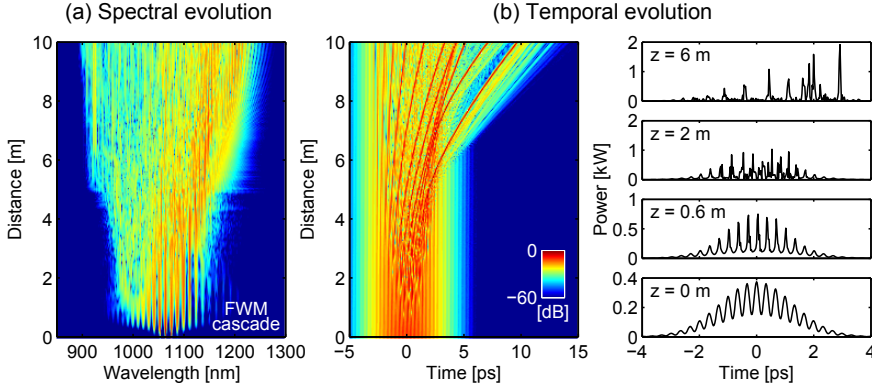 (a) Spectral evolution
(b) Temporal evolution
10
8
6
4
2
0
Distance [m]
FWM
cascade
900 1000 1100 1200 1300
Wavelength [nm]
10
8
6
4
2
0
Distance [m]
0
−60
[dB]
−5 0 5 10 15
Time [ps]
Power [kW]
2
1
0
z = 6 m
2
1
0
z = 2 m
1
0.5
0
z = 0.6 m
0.4
0.2
0
z = 0 m
−4 −2 0 2 4
Time [ps]